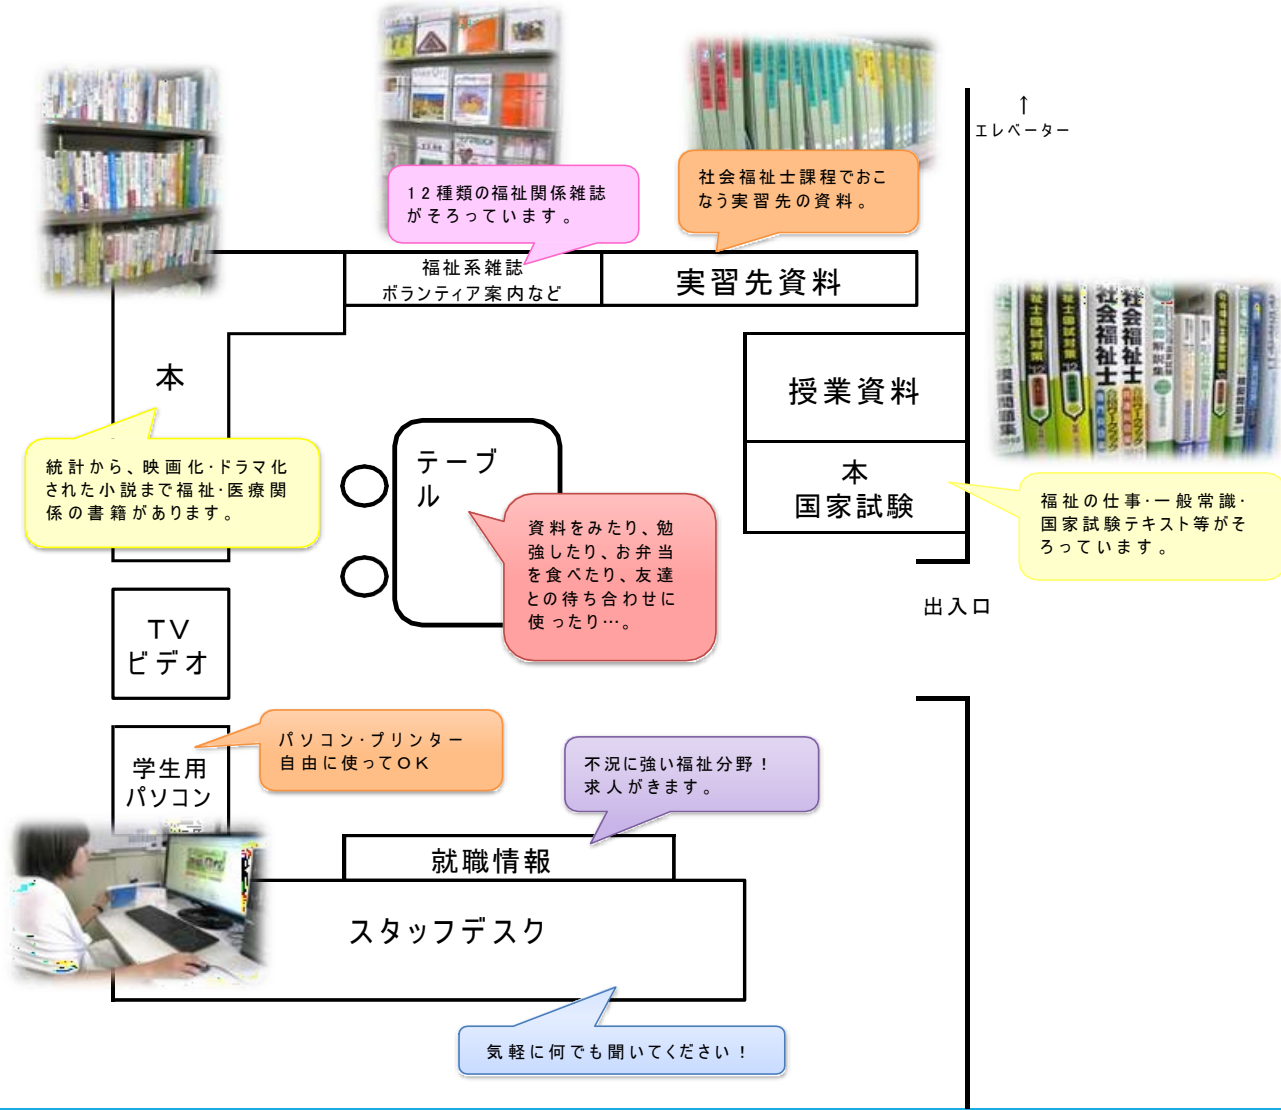 ↑
エレベーター
12種類の福祉関係雑誌
がそろっています。
社会福祉士課程でおこ
なう実習先の資料。
福祉系雑誌
ボランティア案内など
実習先資料
本
統計から、映画化・ドラマ化
された小説まで福祉・医療関
係の書籍があります。
テーブ
ル
資料をみたり、勉
強したり、お弁当
を食べたり、友達
との待ち合わせに
使ったり…。
授業資料
本
国家試験
社会福祉士
社会福祉士
福祉の仕事・一般常識・
国家試験テキスト等がそ
ろっています。
出入口
TV
ビデオ
パソコン・プリンター
自由に使ってOK
学生用
パソコン
不況に強い福祉分野！
求人がきます。
就職情報
スタッフデスク
気軽に何でも聞いてください！